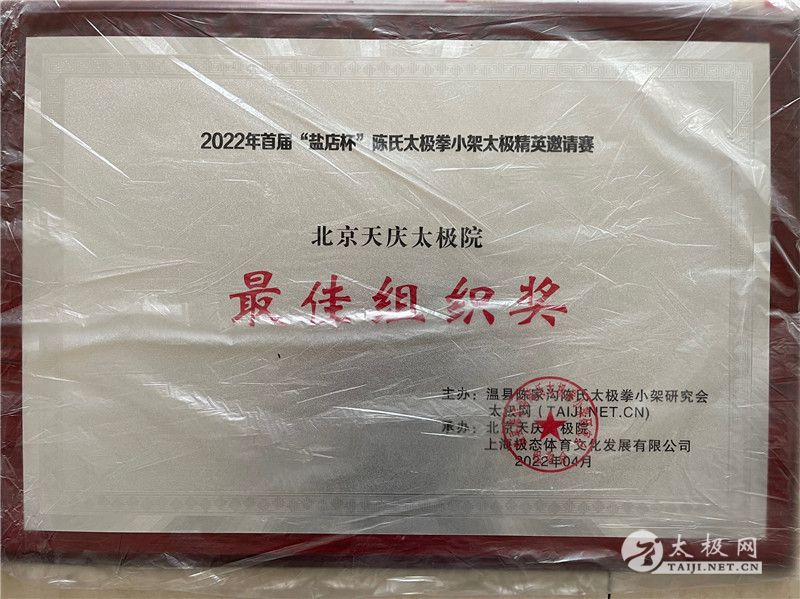 2022年首届“盐店杯”陈氏太极拳小架太极精英邀请赛
北京天庆太极院
最佳组织奖
主办：温县陈家沟陈氏太极拳小架研究会
太极网（TAIJI.NET.CN)
承办：北京天庆太极院
上海极态体育文化发展有限公司
2022年04月
太极网
TAIJI.NET.CN